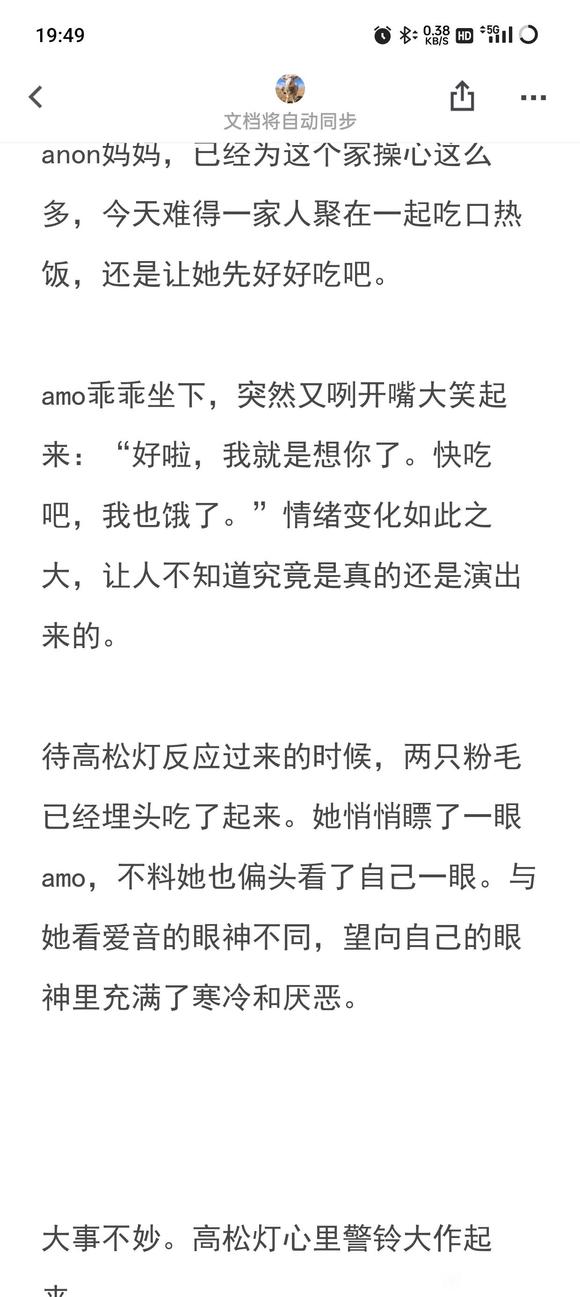 19:49
0.38
KB/S
HD
5G
文档将自动同步
anon妈妈，已经为这个家操心这么
多，今天难得一家人聚在一起吃口热
饭，还是让她先好好吃吧。
amo乖乖坐下，突然又咧开嘴大笑起
来：“好啦，我就是想你了。快吃
吧，我也饿了。”情绪变化如此之
大，让人不知道究竟是真的还是演出
来的。
待高松灯反应过来的时候，两只粉毛
已经埋头吃了起来。她悄悄瞟了一眼
amo，不料她也偏头看了自己一眼。与
她看爱音的眼神不同，望向自己的眼
神里充满了寒冷和厌恶。
大事不妙。高松灯心里警铃大作起
来